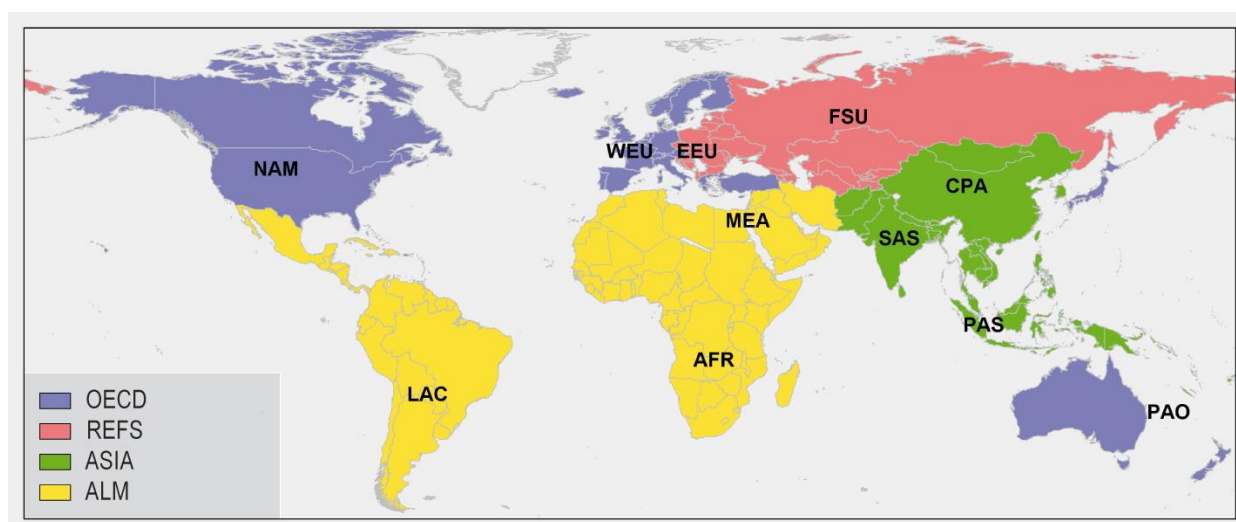 FSU
WEU EEU
NAM
CPA
MEA
SAS
PAS
AFR
LAC
PAO
OECD
REFS
ASIA
ALM